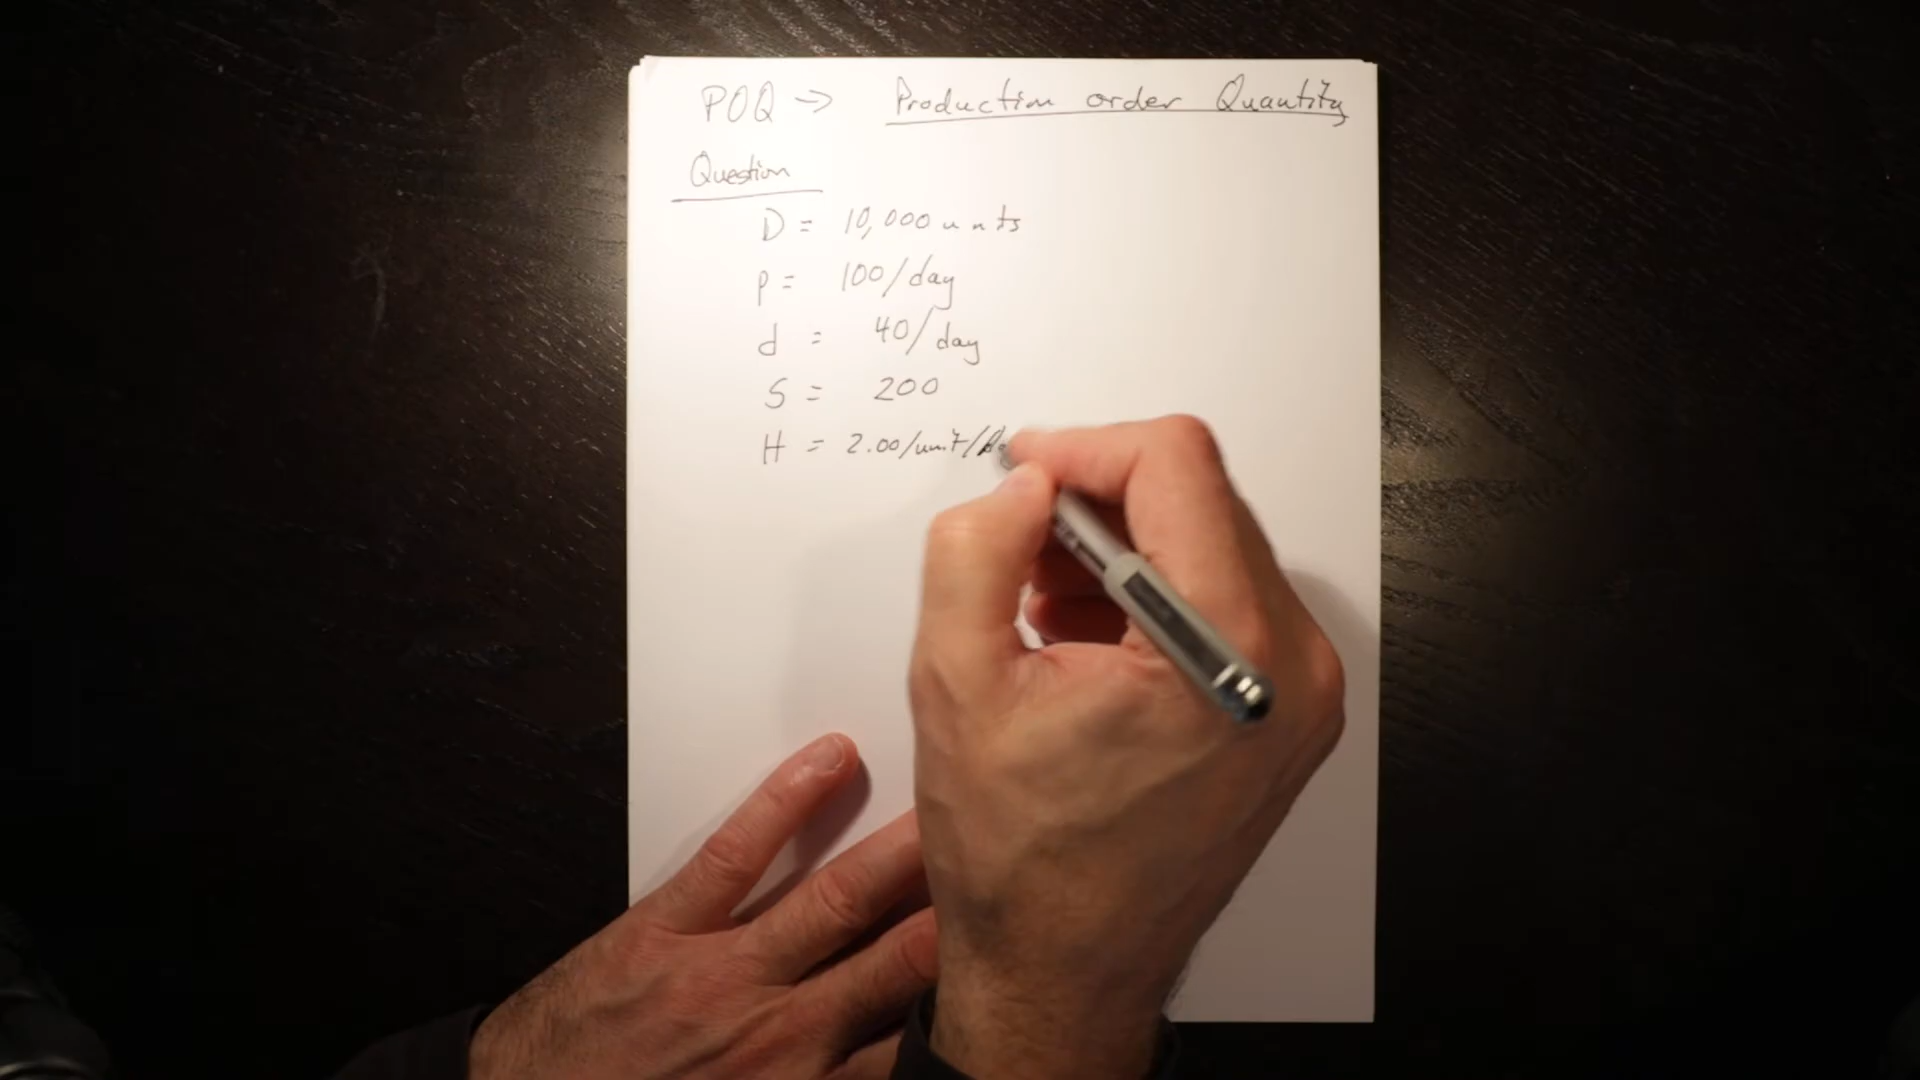 POQ → Production order Quantity
Question
D = 10,000 units
p = 100/day
d = 40/day
S = 200
H = 2.00/unit/